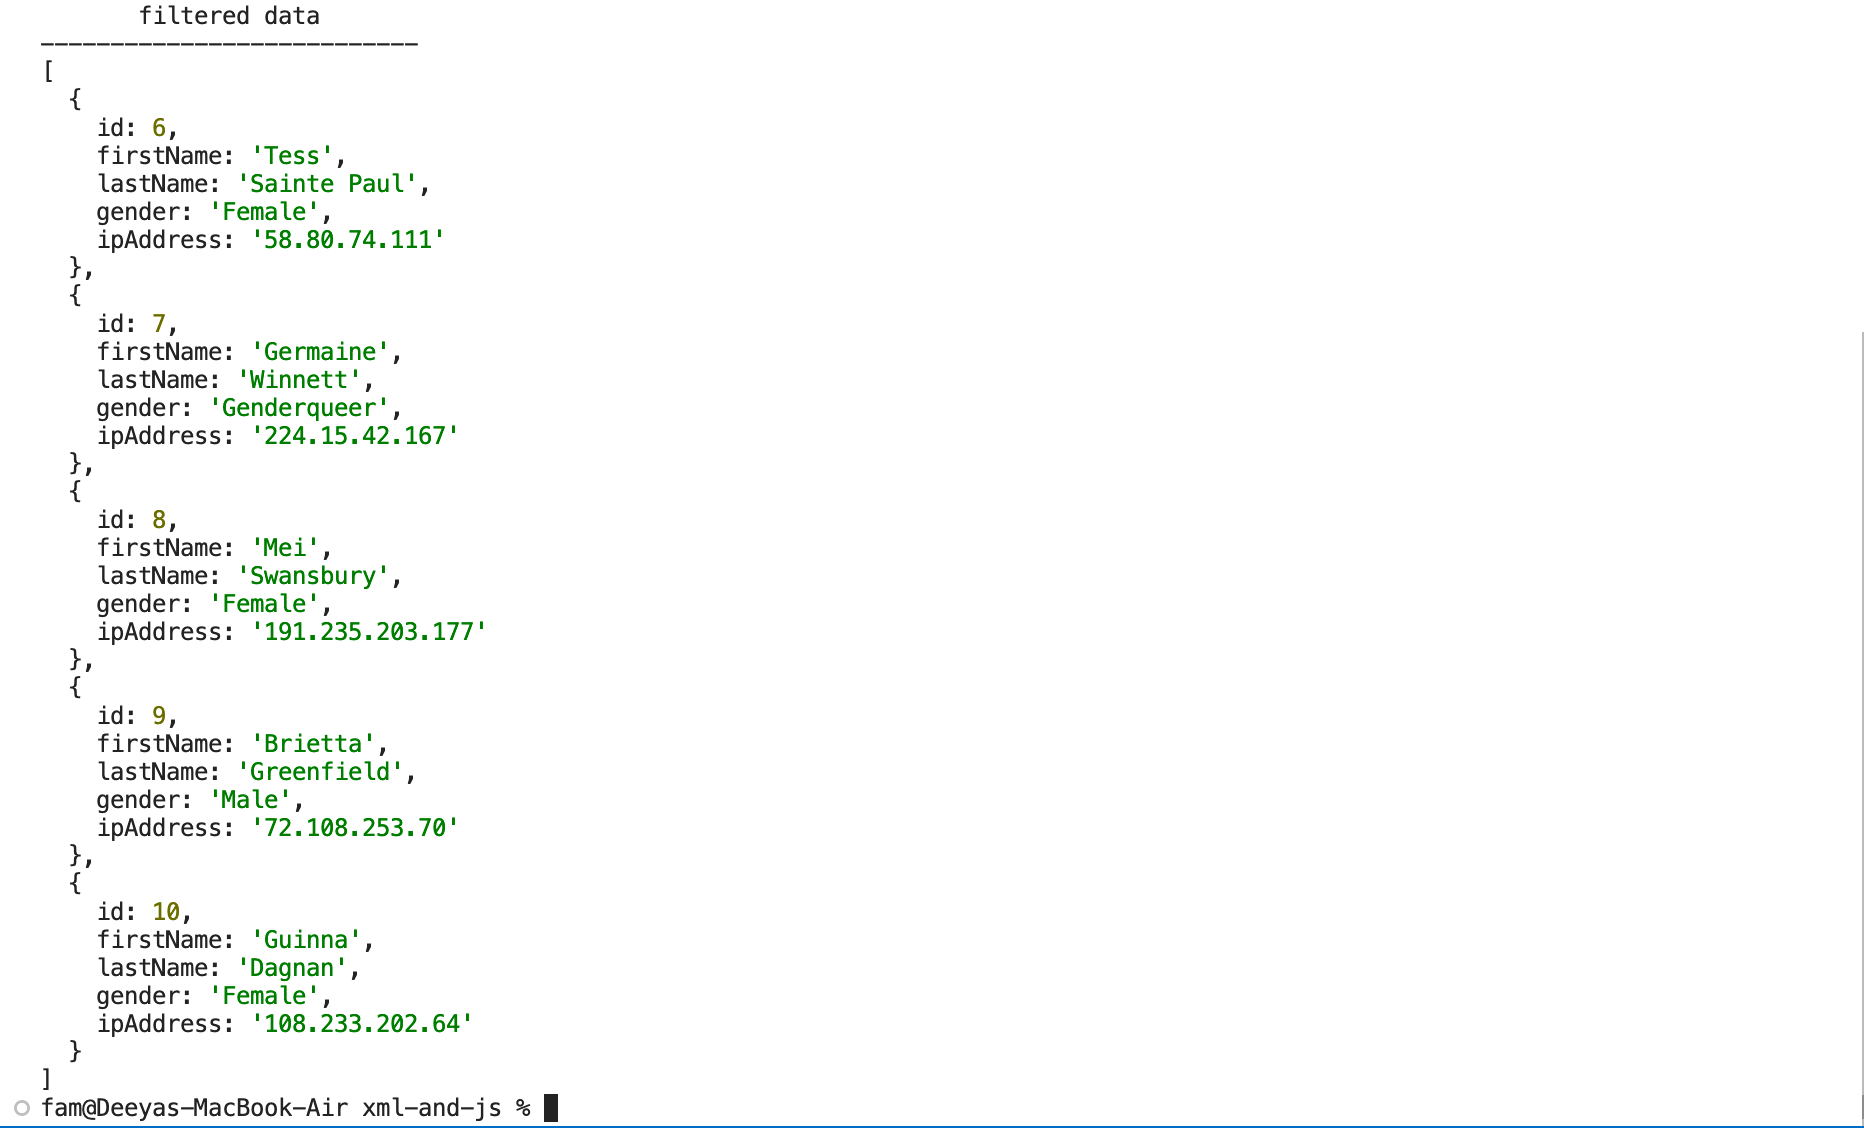 filtered data
---------------------------
[
  {
    id: 6,
    firstName: 'Tess',
    lastName: 'Sainte Paul',
    gender: 'Female',
    ipAddress: '58.80.74.111'
  },
  {
    id: 7,
    firstName: 'Germaine',
    lastName: 'Winnett',
    gender: 'Genderqueer',
    ipAddress: '224.15.42.167'
  },
  {
    id: 8,
    firstName: 'Mei',
    lastName: 'Swansbury',
    gender: 'Female',
    ipAddress: '191.235.203.177'
  },
  {
    id: 9,
    firstName: 'Brietta',
    lastName: 'Greenfield',
    gender: 'Male',
    ipAddress: '72.108.253.70'
  },
  {
    id: 10,
    firstName: 'Guinna',
    lastName: 'Dagnan',
    gender: 'Female',
    ipAddress: '108.233.202.64'
  }
]
fam@Deeyas-MacBook-Air xml-and-js %